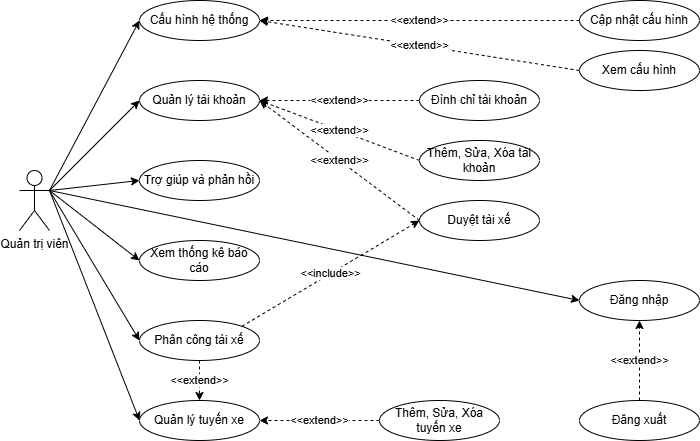 Cấu hình hệ thống
<<extend>>
Cập nhật cấu hình
<<extend>>
Xem cấu hình
Quản lý tài khoản
<<extend>>
Đình chỉ tài khoản
<<extend>>
Thêm, Sửa, Xóa tài
khoản
<<extend>>
Trợ giúp và phản hồi
Duyệt tài xế
Quản trị viên
Xem thống kê báo
cáo
<<include>>
Đăng nhập
Phân công tài xế
<<extend>>
<<extend>>
Quản lý tuyến xe
<<extend>>
Thêm, Sửa, Xóa
tuyến xe
Đăng xuất